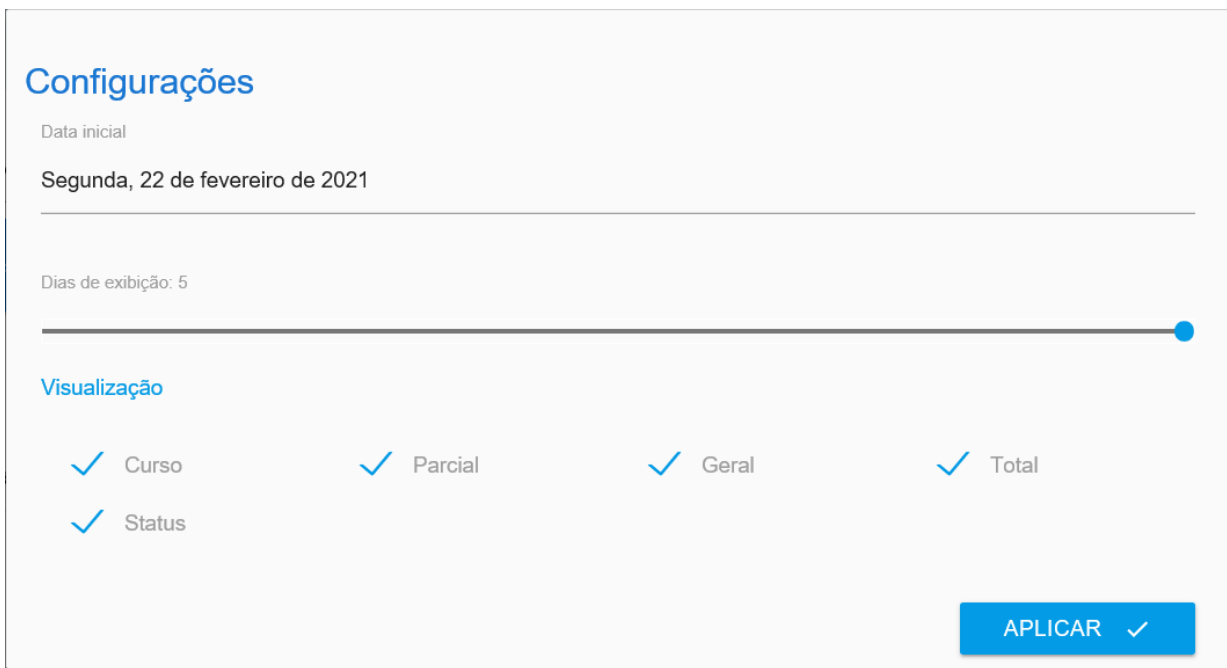 Configurações
Data inicial
Segunda, 22 de fevereiro de 2021
Dias de exibição: 5
Visualização
Curso Parcial Geral Total
Status
APLICAR